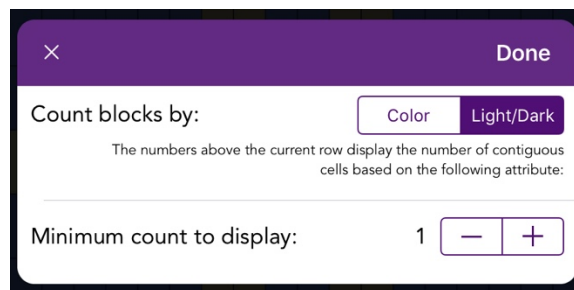 × Done
Count blocks by: Color Light/Dark
The numbers above the current row display the number of contiguous
cells based on the following attribute:
Minimum count to display: 1 − +